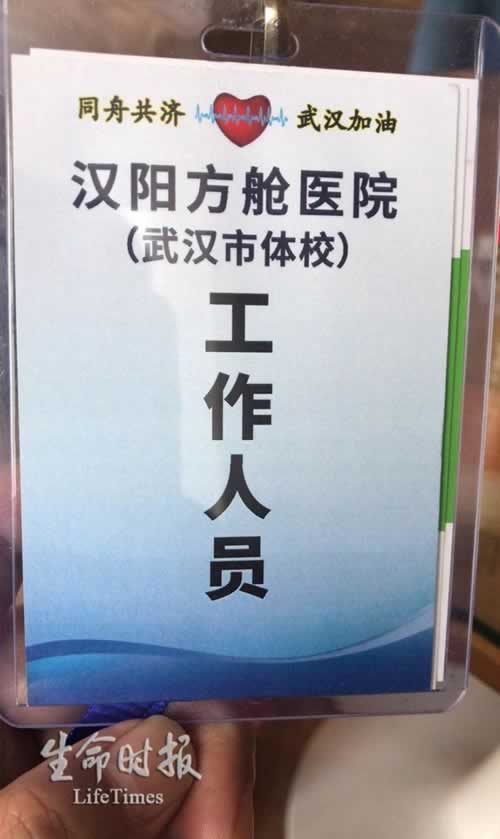 同舟共济 武汉加油
汉阳方舱医院
(武汉市体校)
工作人员
生命时报
LifeTimes